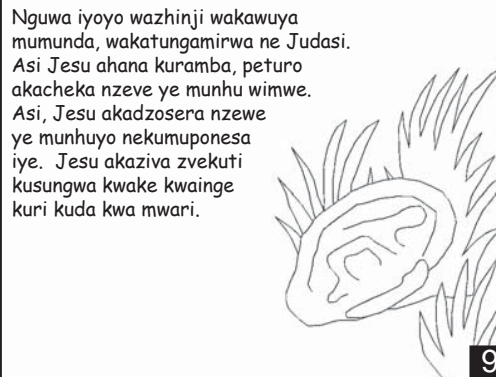 Nguwa iyoyo wazhinji wakawuya
mumunda, wakatungamirwa ne Judasi.
Asi Jesu ahana kuramba, peturo
akacheka nzeve ye munhu wimwe.
Asi, Jesu akadzosera nzewe
ye munhuyo nekumuponesa
iye.  Jesu akaziva zvekuti
kusungwa kwake kwainge
kuri kuda kwa mwari.
9